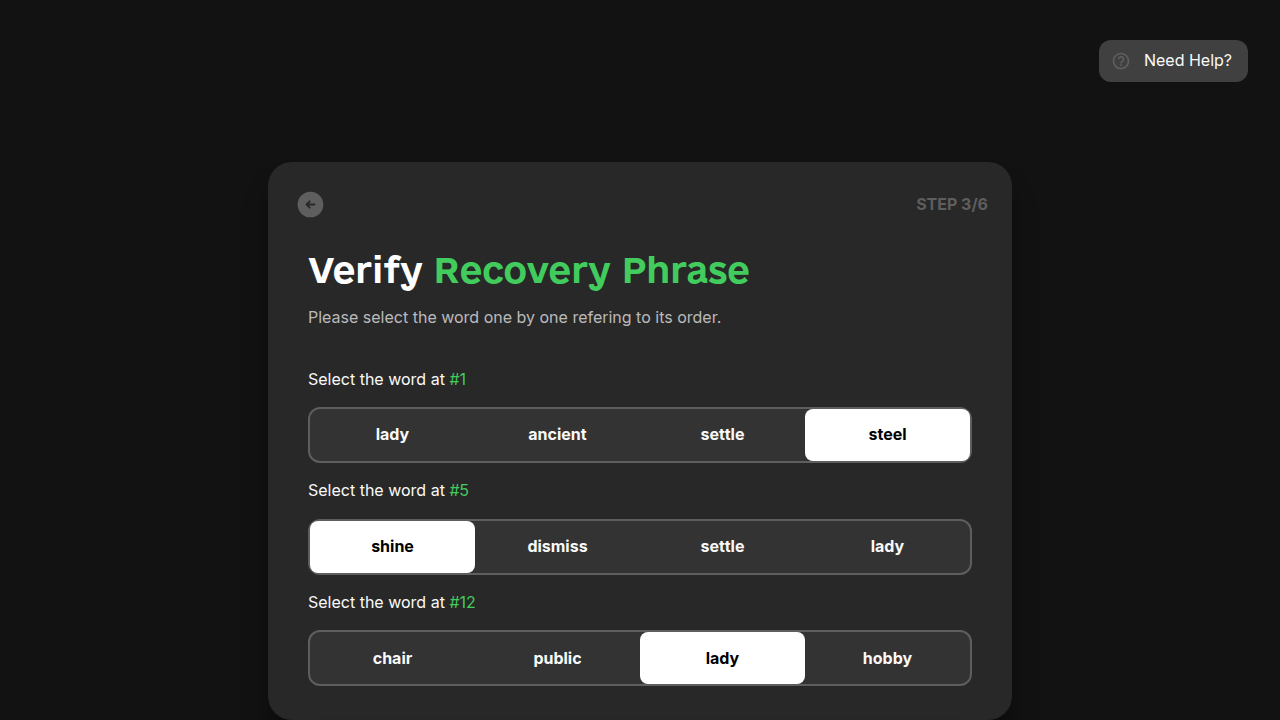 Need Help?
STEP 3/6
Verify Recovery Phrase
Please select the word one by one refering to its order.
Select the word at #1
lady ancient settle steel
Select the word at #5
shine dismiss settle lady
Select the word at #12
chair public lady hobby